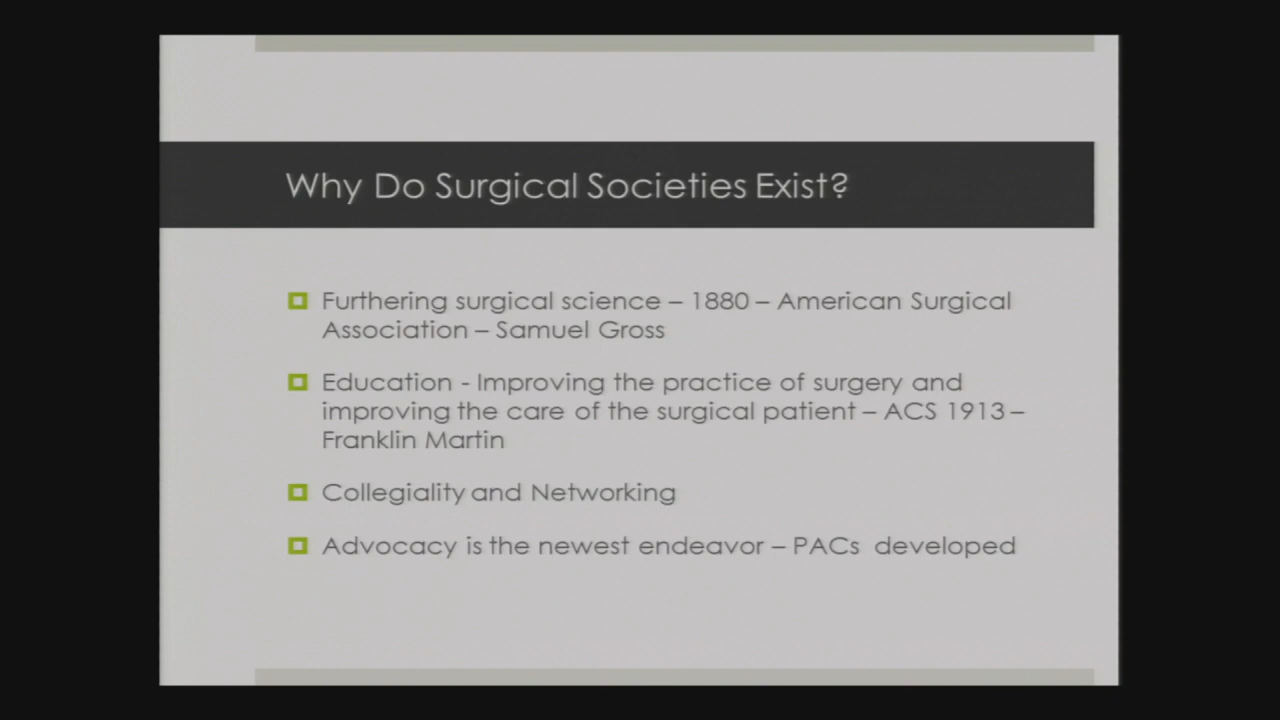 Why Do Surgical Societies Exist?
Furthering surgical science – 1880 – American Surgical
Association – Samuel Gross
Education - Improving the practice of surgery and
improving the care of the surgical patient – ACS 1913 –
Franklin Martin
Collegiality and Networking
Advocacy is the newest endeavor – PACs developed